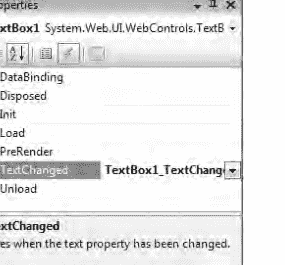 operties
xtBox1 System.Web.UI.WebControls.TextB
DataBinding
Disposed
Init
Load
PreRender
TextChanged TextBox1_TextChang
Unload
extChanged
es when the text property has been changed.